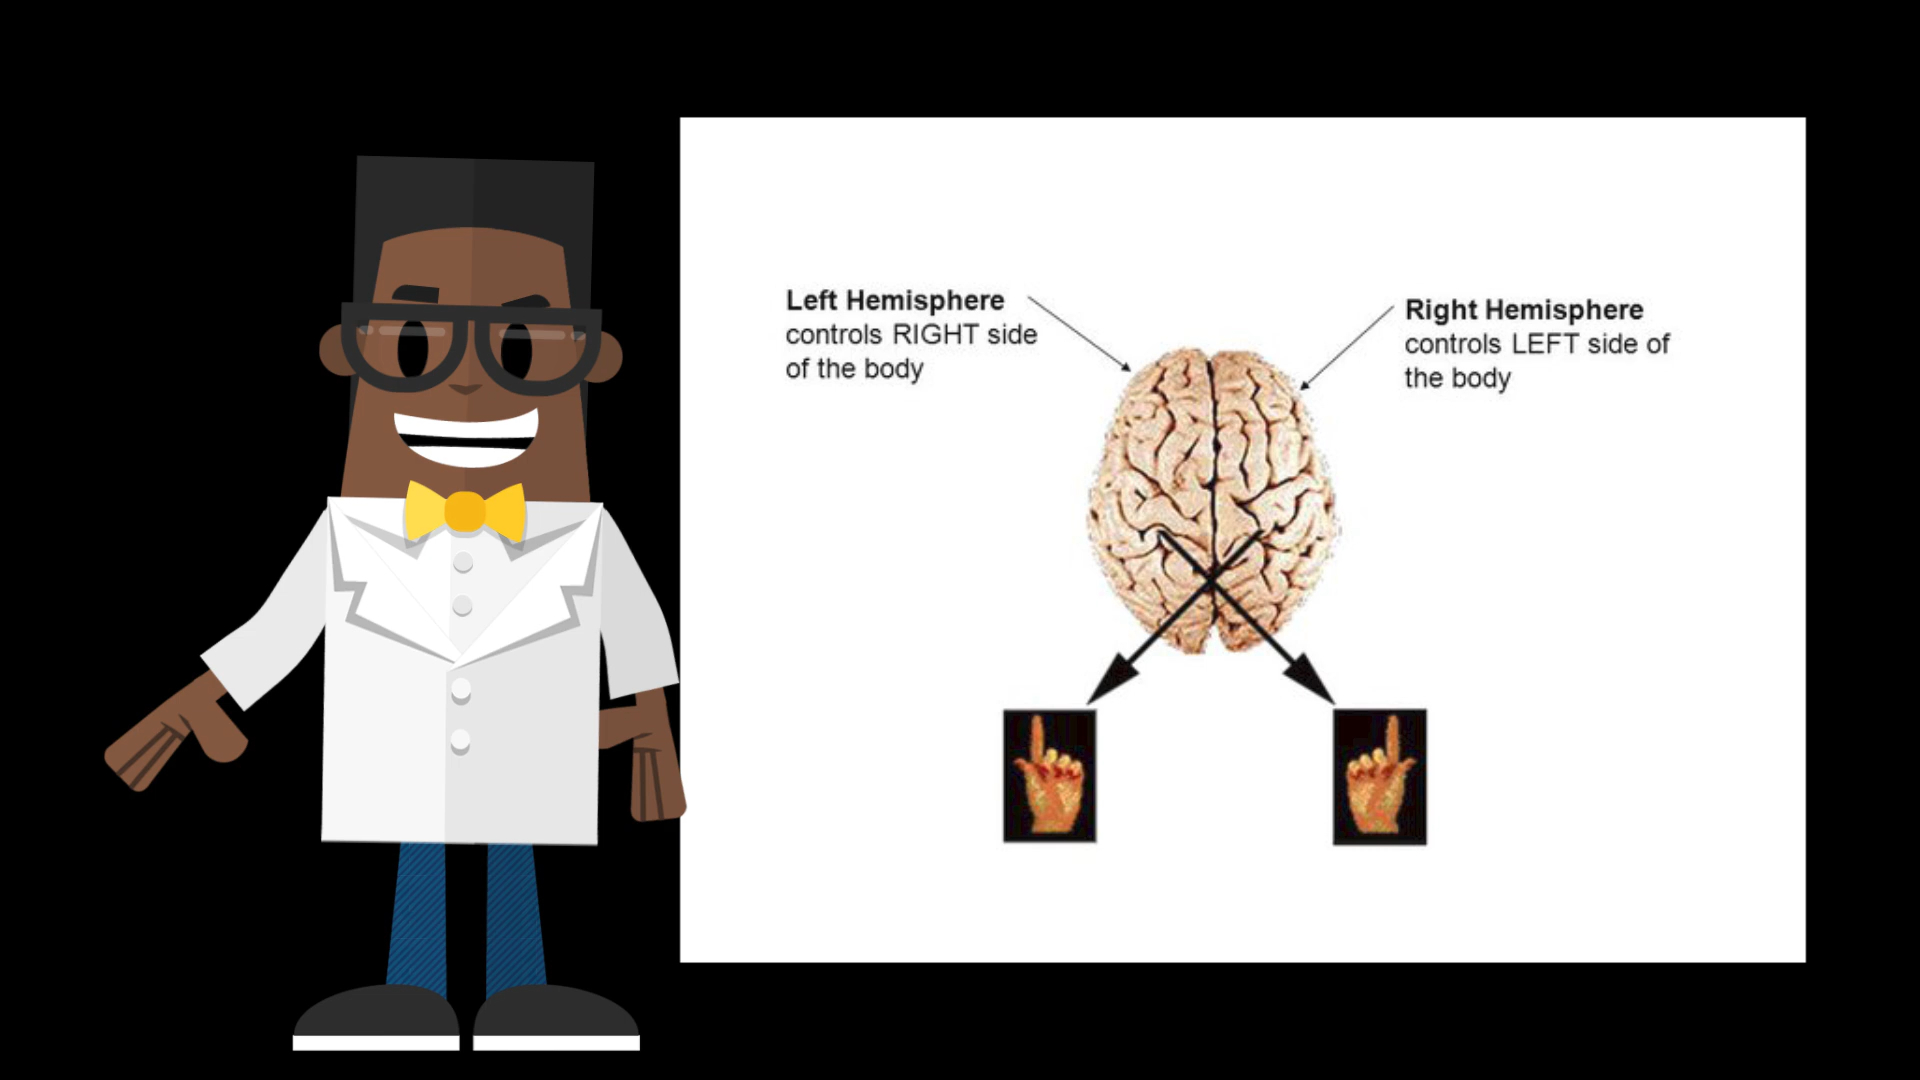 Left Hemisphere
controls RIGHT side
of the body
Right Hemisphere
controls LEFT side of
the body